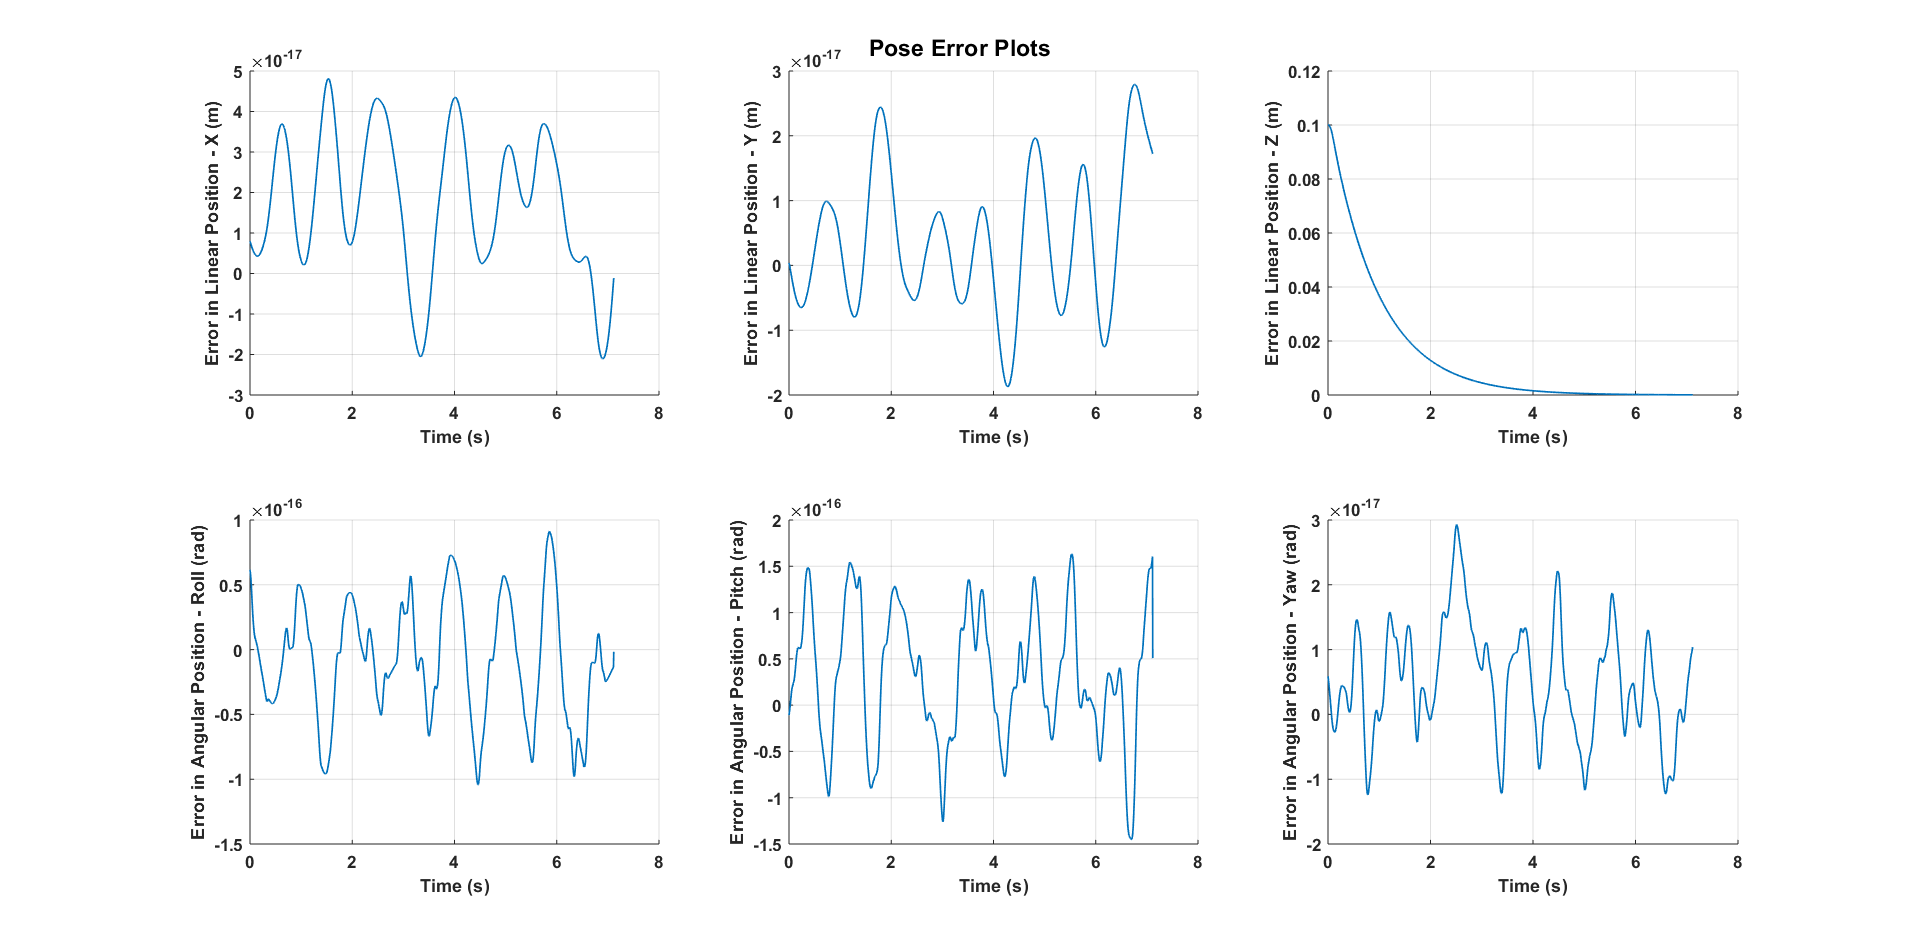 Pose Error Plots
×10-17
5
4
3
2
1
0
-1
-2
-3
0 2 4 6 8
Time (s)
Error in Linear Position - X (m)
×10-17
3
2
1
0
-1
-2
0 2 4 6 8
Time (s)
Error in Linear Position - Y (m)
0.12
0.1
0.08
0.06
0.04
0.02
0
0 2 4 6 8
Time (s)
Error in Linear Position - Z (m)
×10-16
1
0.5
0
-0.5
-1
-1.5
0 2 4 6 8
Time (s)
Error in Angular Position - Roll (rad)
×10-16
2
1.5
1
0.5
0
-0.5
-1
-1.5
0 2 4 6 8
Time (s)
Error in Angular Position - Pitch (rad)
×10-17
3
2
1
0
-1
-2
0 2 4 6 8
Time (s)
Error in Angular Position - Yaw (rad)